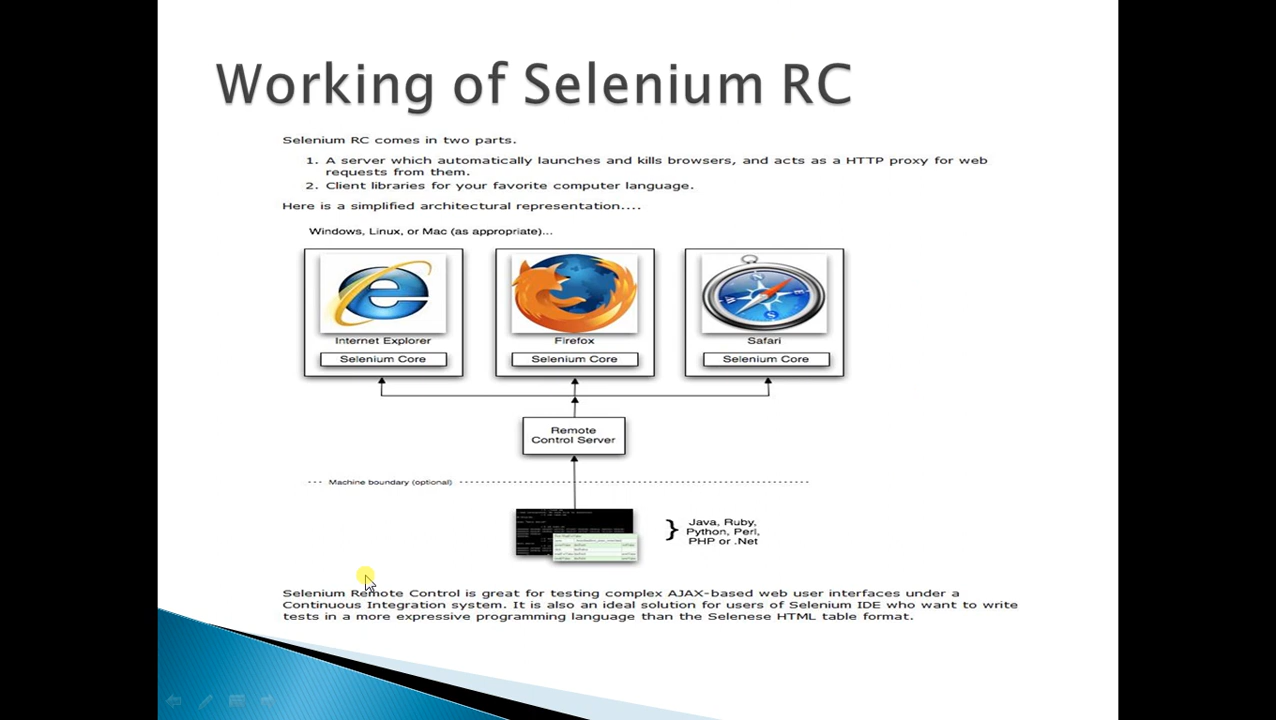 Working of Selenium RC
Selenium RC comes in two parts.
1. A server which automatically launches and kills browsers, and acts as a HTTP proxy for web
requests from them.
2. Client libraries for your favorite computer language.
Here is a simplified architectural representation....
Windows, Linux, or Mac (as appropriate)...
Internet Explorer
Selenium Core
Firefox
Selenium Core
Safari
Selenium Core
Remote
Control Server
Machine boundary (optional)
Java, Ruby,
Python, Perl,
PHP or .Net
Selenium Remote Control is great for testing complex AJAX-based web user interfaces under a
Continuous Integration system. It is also an ideal solution for users of Selenium IDE who want to write
tests in a more expressive programming language than the Selenese HTML table format.